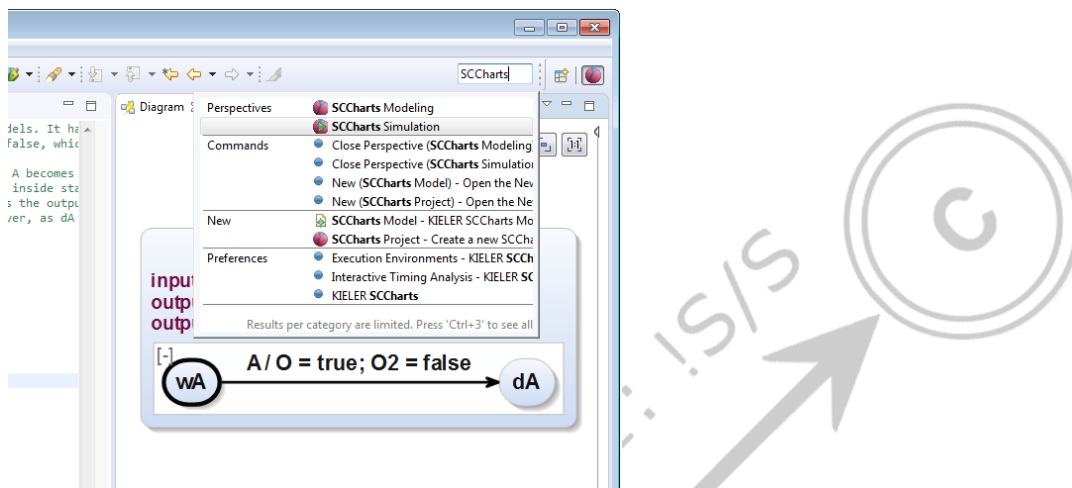 SCCharts
Diagram
Perspectives SCCharts Modeling
SCCharts Simulation
Commands Close Perspective (SCCharts Modeling
Close Perspective (SCCharts Simulation
New (SCCharts Model) - Open the New
New (SCCharts Project) - Open the Ne
New SCCharts Model - KIELER SCCharts Mo
SCCharts Project - Create a new SCCha
Preferences Execution Environments - KIELER SCCh
Interactive Timing Analysis - KIELER SC
KIELER SCCharts
Results per category are limited. Press 'Ctrl+3' to see all
dels. It ha
false, whic
A becomes
inside sta
s the outpu
ver, as dA
input
outp
outp
[-]
A / O = true; O2 = false
wA
dA
C
: !S/S